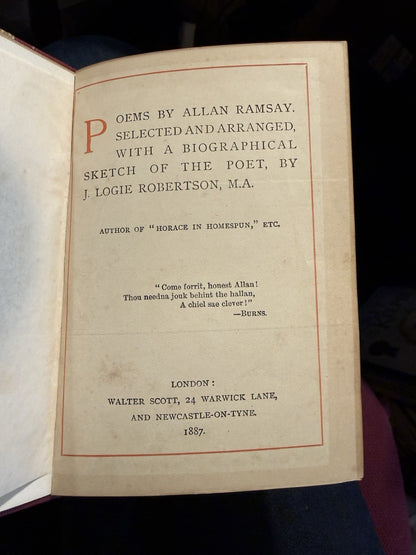 POEMS BY ALLAN RAMSAY.
SELECTED AND ARRANGED,
WITH A BIOGRAPHICAL
SKETCH OF THE POET, BY
J. LOGIE ROBERTSON, M.A.
AUTHOR OF "HORACE IN HOMESPUN," ETC.
"Come forrit, honest Allan!
Thou needna jouk behint the hallan,
A chiel sae clever!"
—BURNS.
LONDON:
WALTER SCOTT, 24 WARWICK LANE,
AND NEWCASTLE-ON-TYNE.
1887.